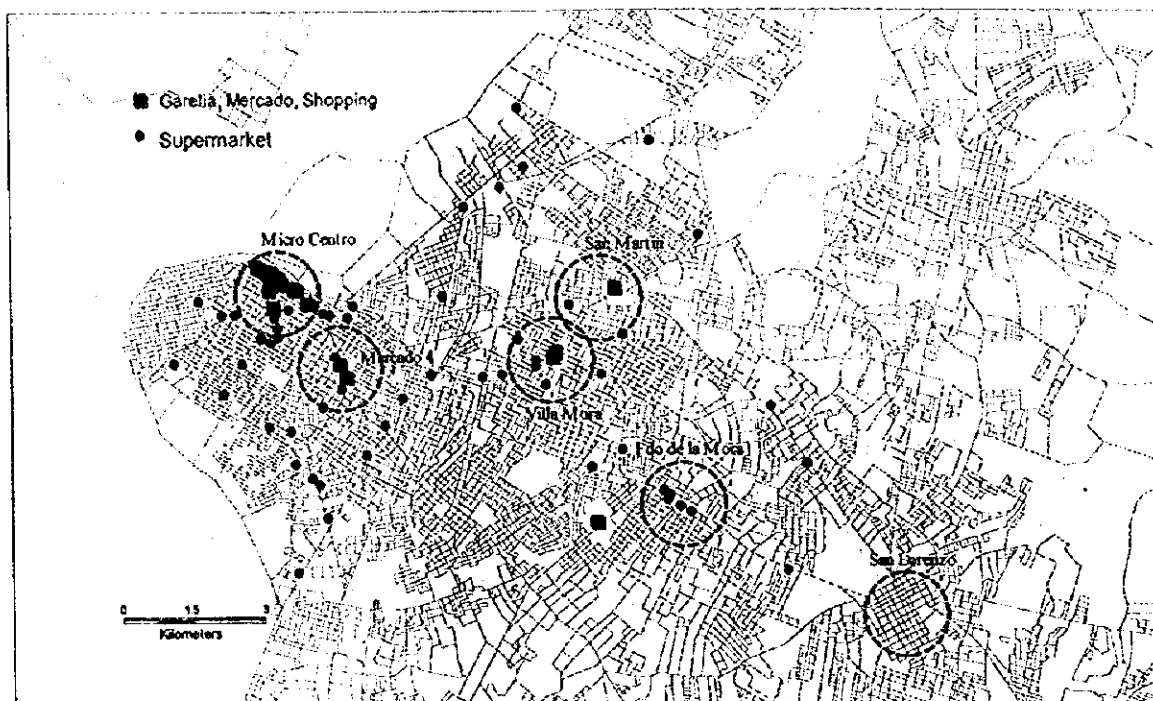 Garelia, Mercado, Shopping
Supermarket
Micro Centro
San Martin
Mercado 4
Villa Mora
Fdo de la Mora
San Lorenzo
0 1.5 3
Kilometers